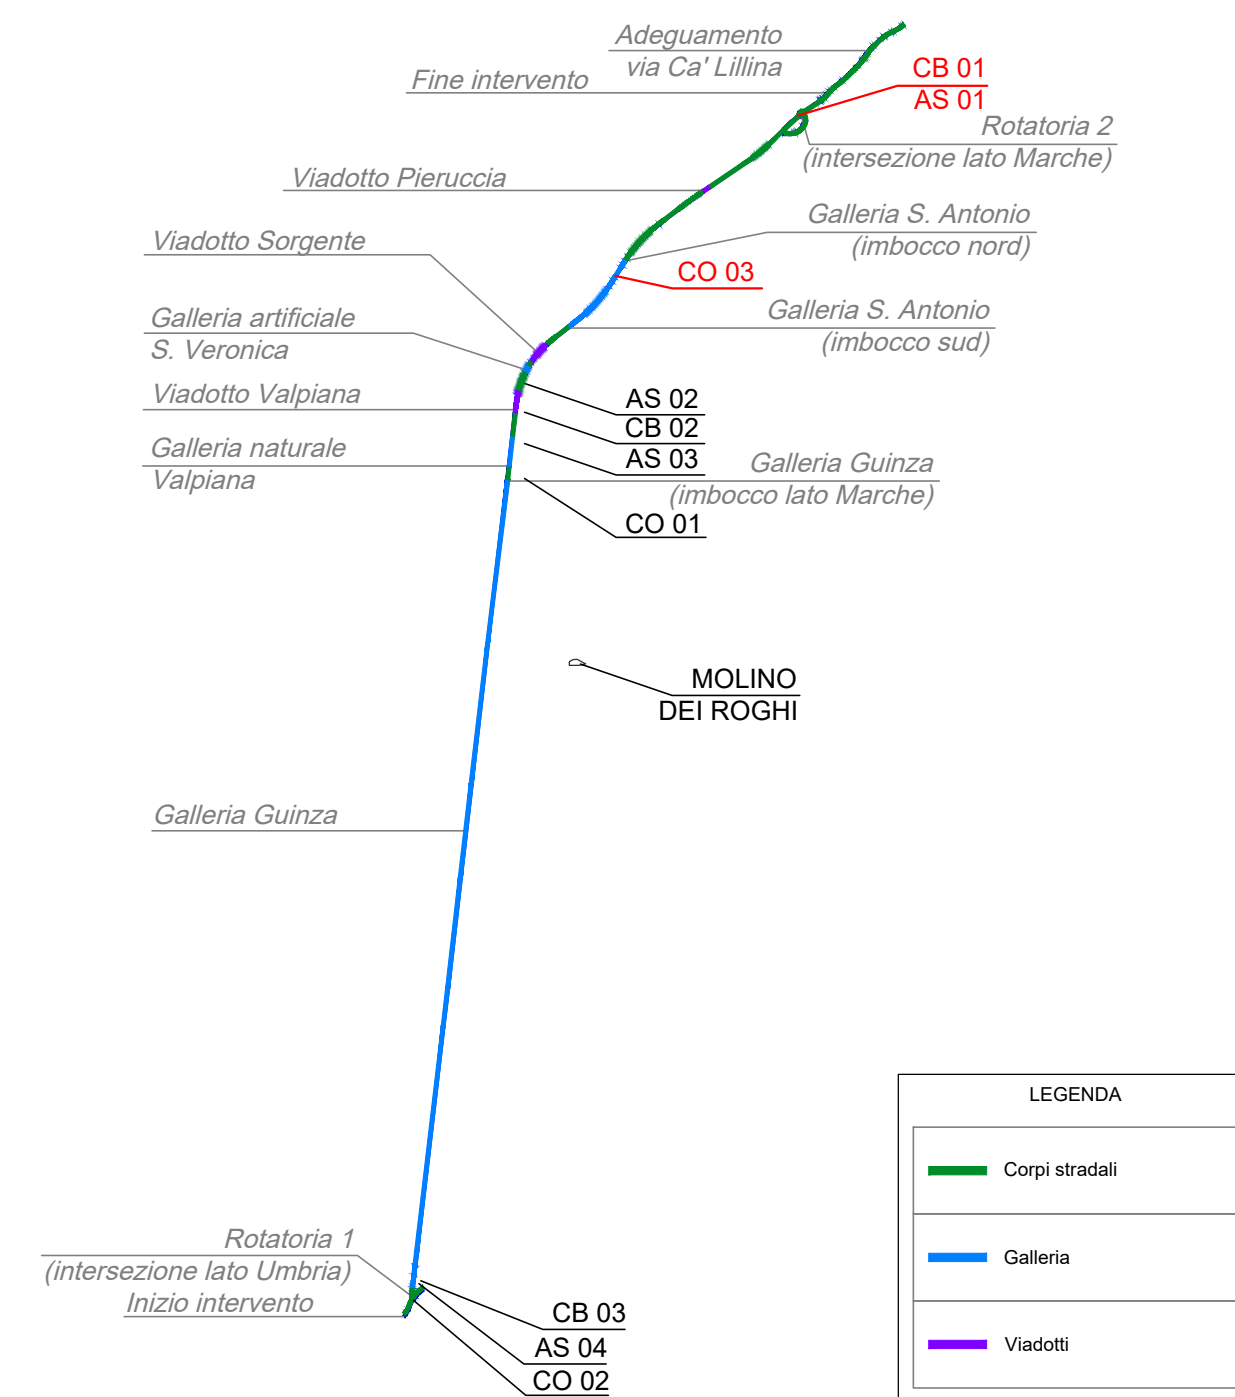 Adeguamento
via Ca' Lillina
Fine intervento
CB 01
AS 01
Rotatoria 2
(intersezione lato Marche)
Viadotto Pieruccia
Galleria S. Antonio
(imbocco nord)
Viadotto Sorgente
CO 03
Galleria artificiale
S. Veronica
Galleria S. Antonio
(imbocco sud)
Viadotto Valpiana
AS 02
CB 02
Galleria naturale
Valpiana
AS 03
Galleria Guinza
(imbocco lato Marche)
CO 01
MOLINO
DEI ROGHI
Galleria Guinza
LEGENDA
Corpi stradali
Galleria
Viadotti
Rotatoria 1
(intersezione lato Umbria)
Inizio intervento
CB 03
AS 04
CO 02